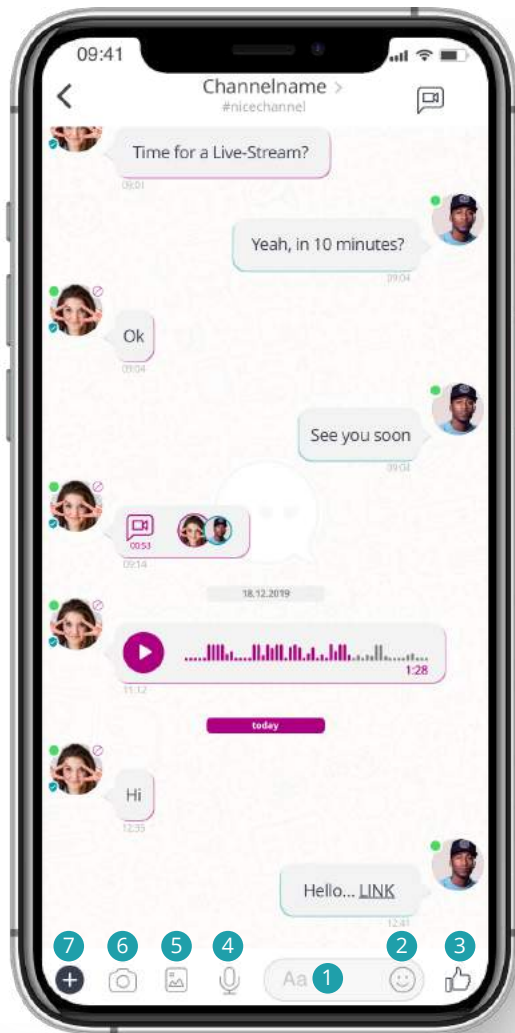 09:41
Channelname >
#nicechannel
Time for a Live-Stream?
09:01
Yeah, in 10 minutes?
09:04
Ok
09:04
See you soon
09:04
00:53
09:14
18.12.2019
1:28
11:12
today
Hi
12:35
Hello... LINK
12:41
7 6 5 4 2 3
Aa 1